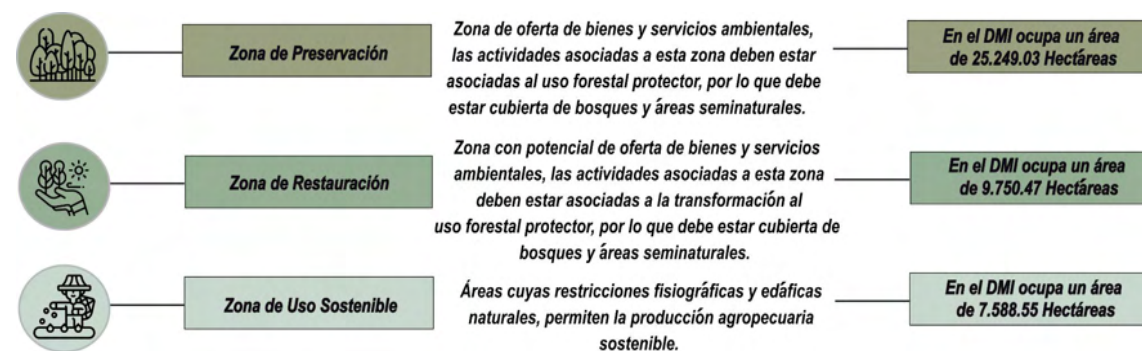 Zona de Preservación
Zona de oferta de bienes y servicios ambientales,
las actividades asociadas a esta zona deben estar
asociadas al uso forestal protector, por lo que debe
estar cubierta de bosques y áreas seminaturales.
En el DMI ocupa un área
de 25.249.03 Hectáreas
Zona de Restauración
Zona con potencial de oferta de bienes y servicios
ambientales, las actividades asociadas a esta zona
deben estar asociadas a la transformación al
uso forestal protector, por lo que debe estar cubierta de
bosques y áreas seminaturales.
En el DMI ocupa un área
de 9.750.47 Hectáreas
Zona de Uso Sostenible
Áreas cuyas restricciones fisiográficas y edáficas
naturales, permiten la producción agropecuaria
sostenible.
En el DMI ocupa un área
de 7.588.55 Hectáreas